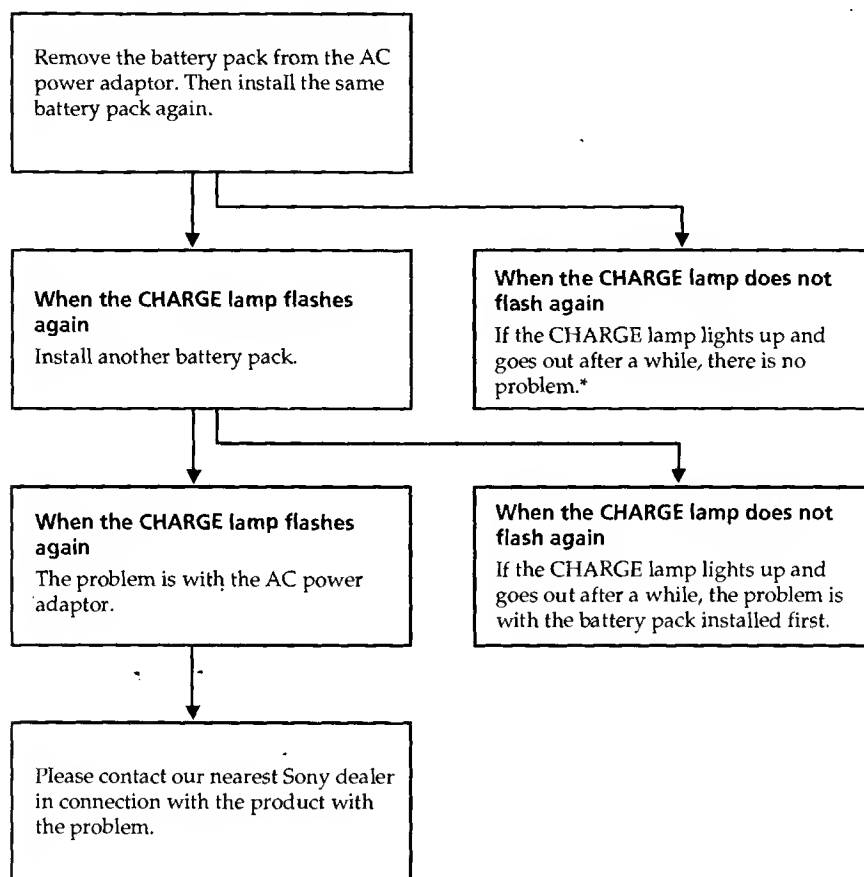 Remove the battery pack from the AC
power adaptor. Then install the same
battery pack again.
When the CHARGE lamp flashes
again
Install another battery pack.
When the CHARGE lamp does not
flash again
If the CHARGE lamp lights up and
goes out after a while, there is no
problem.*
When the CHARGE lamp flashes
again
The problem is with the AC power
adaptor.
When the CHARGE lamp does not
flash again
If the CHARGE lamp lights up and
goes out after a while, the problem is
with the battery pack installed first.
Please contact our nearest Sony dealer
in connection with the product with
the problem.